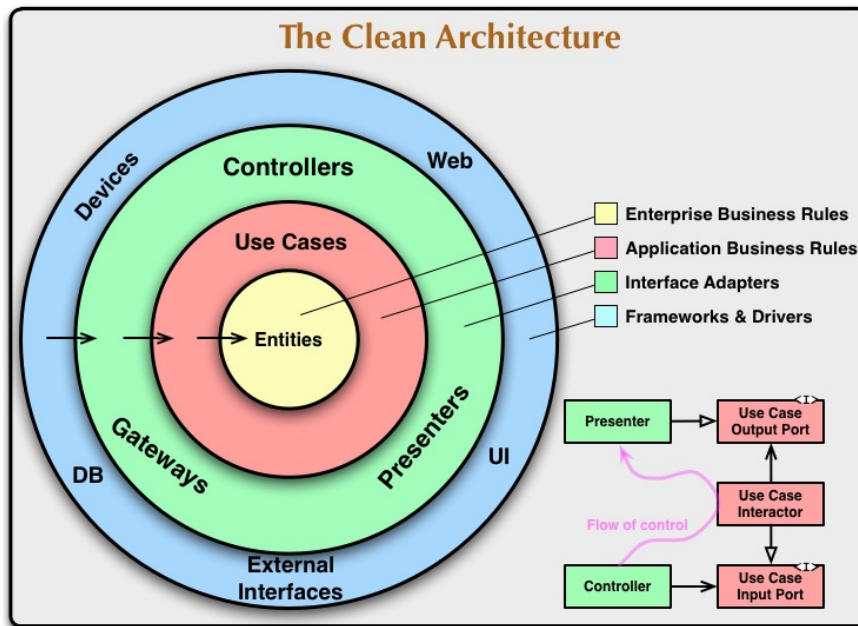 The Clean Architecture
Devices
Web
Controllers
Use Cases
Entities
Gateways
Presenters
DB
UI
External
Interfaces
Enterprise Business Rules
Application Business Rules
Interface Adapters
Frameworks & Drivers
Presenter
<I>
Use Case
Output Port
Flow of control
Use Case
Interactor
Controller
<I>
Use Case
Input Port